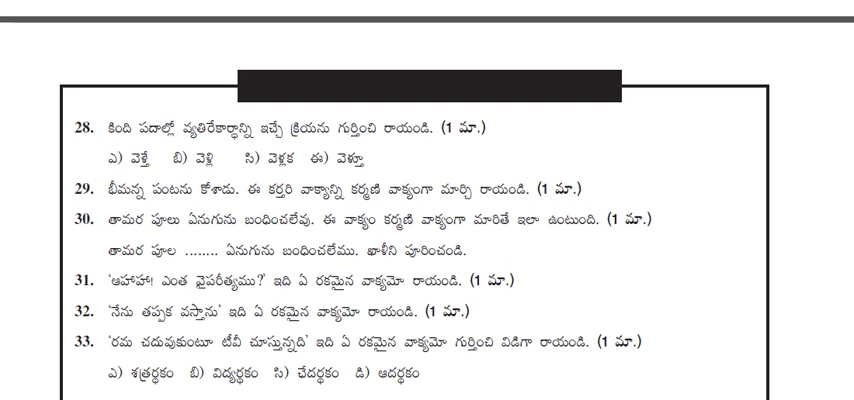 28. కింది పదాల్లో వ్యతిరేకార్థాన్ని ఇచ్చే క్రియను గుర్తించి రాయండి. (1 మా.)
ఎ) వెళ్తే బి) వెళ్లి సి) వెళ్లక ఈ) వెళ్తూ
29. భీమన్న పంటను కోశాడు. ఈ కర్తరి వాక్యాన్ని కర్మణి వాక్యంగా మార్చి రాయండి. (1 మా.)
30. తామర పూలు ఏనుగును బంధించలేవు. ఈ వాక్యం కర్మణి వాక్యంగా మారితే ఇలా ఉంటుంది. (1 మా.)
తామర పూల ........ ఏనుగును బంధించలేము. ఖాళీని పూరించండి.
31. ‘ఆహాహా! ఎంత వైపరీత్యము?’ ఇది ఏ రకమైన వాక్యమో రాయండి. (1 మా.)
32. ‘నేను తప్పక వస్తాను’ ఇది ఏ రకమైన వాక్యమో రాయండి. (1 మా.)
33. ‘రమ చదువుకుంటూ టీవీ చూస్తున్నది’ ఇది ఏ రకమైన వాక్యమో గుర్తించి విడిగా రాయండి. (1 మా.)
ఎ) శత్రర్థకం బి) విద్యర్థకం సి) ఛేదర్థకం డి) ఆదర్థకం